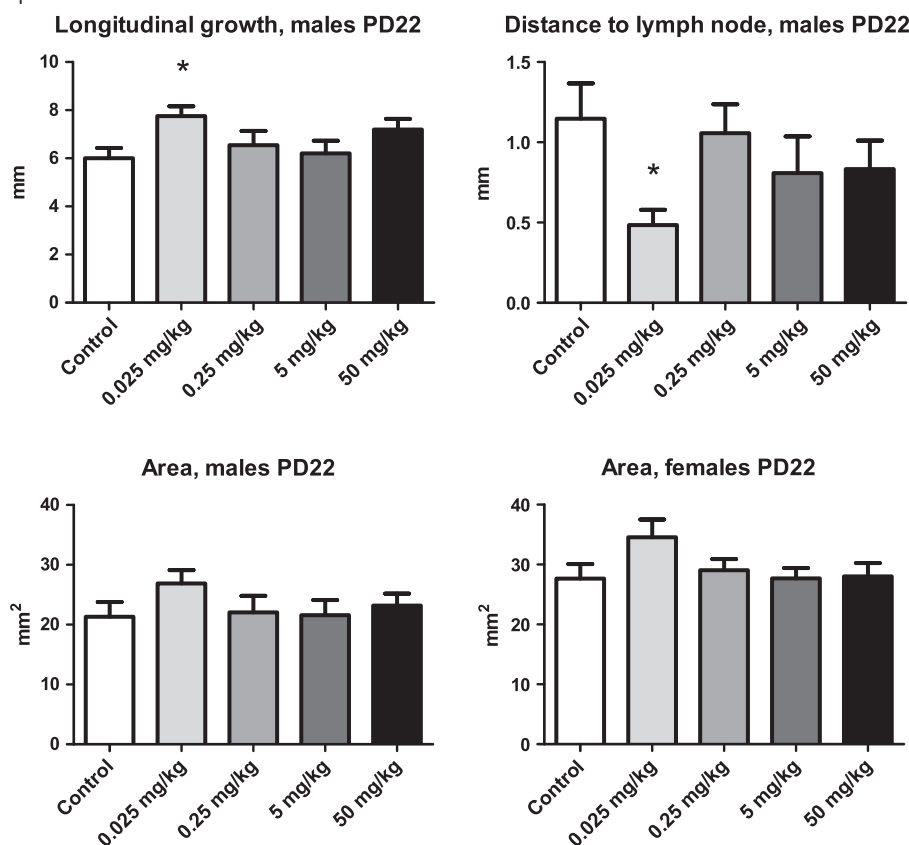 Longitudinal growth, males PD22
10
8
6
4
2
0
mm
*
Control
0.025 mg/kg
0.25 mg/kg
5 mg/kg
50 mg/kg
Distance to lymph node, males PD22
1.5
1.0
0.5
0.0
mm
*
Control
0.025 mg/kg
0.25 mg/kg
5 mg/kg
50 mg/kg
Area, males PD22
40
30
20
10
0
mm²
Control
0.025 mg/kg
0.25 mg/kg
5 mg/kg
50 mg/kg
Area, females PD22
40
30
20
10
0
mm²
Control
0.025 mg/kg
0.25 mg/kg
5 mg/kg
50 mg/kg